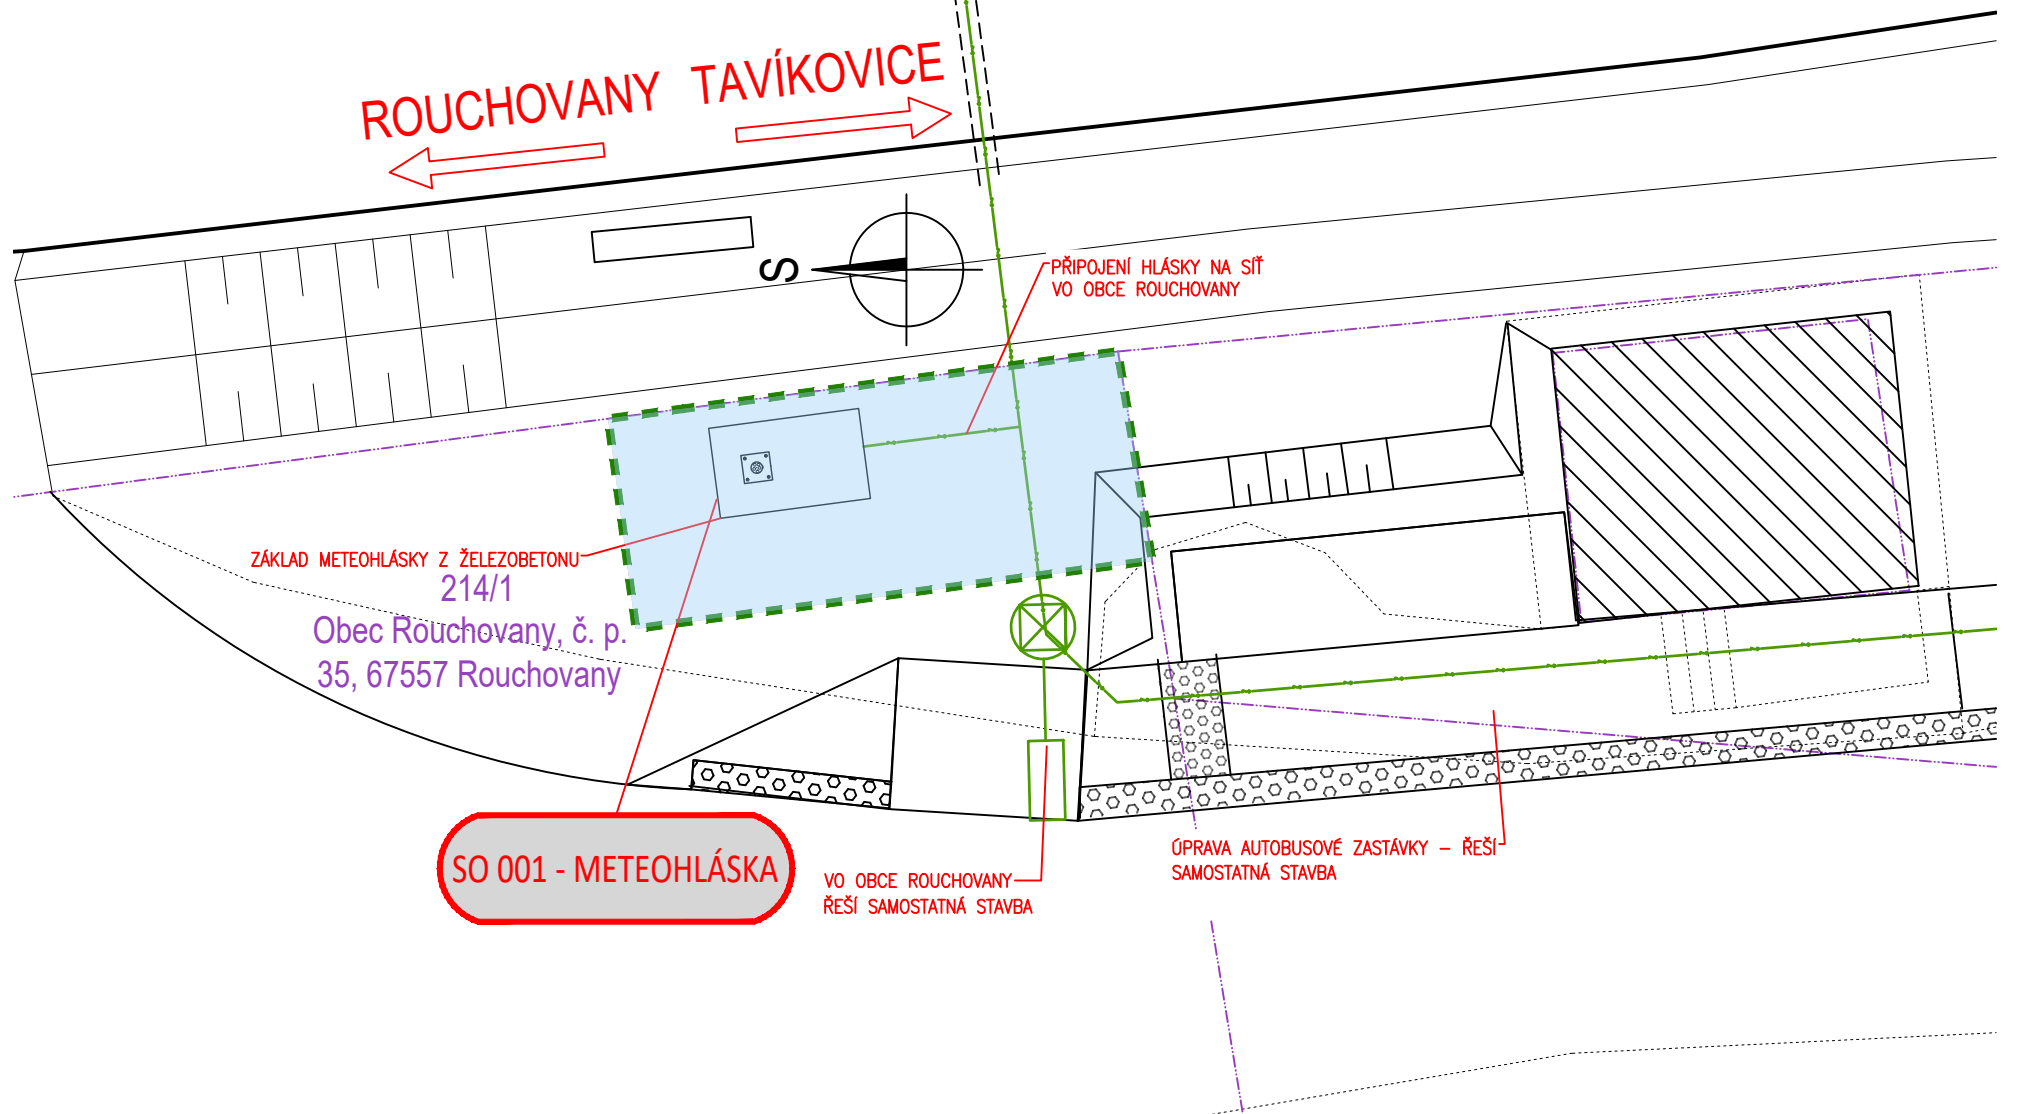 ROUCHOVANY TAVÍKOVICE
S
PŘIPOJENÍ HLÁSKY NA SÍŤ
VO OBCE ROUCHOVANY
ZÁKLAD METEOHLÁSKY Z ŽELEZOBETONU
214/1
Obec Rouchovany, č. p.
35, 67557 Rouchovany
SO 001 - METEOHLÁSKA
VO OBCE ROUCHOVANY
ŘEŠÍ SAMOSTATNÁ STAVBA
ÚPRAVA AUTOBUSOVÉ ZASTÁVKY – ŘEŠÍ
SAMOSTATNÁ STAVBA